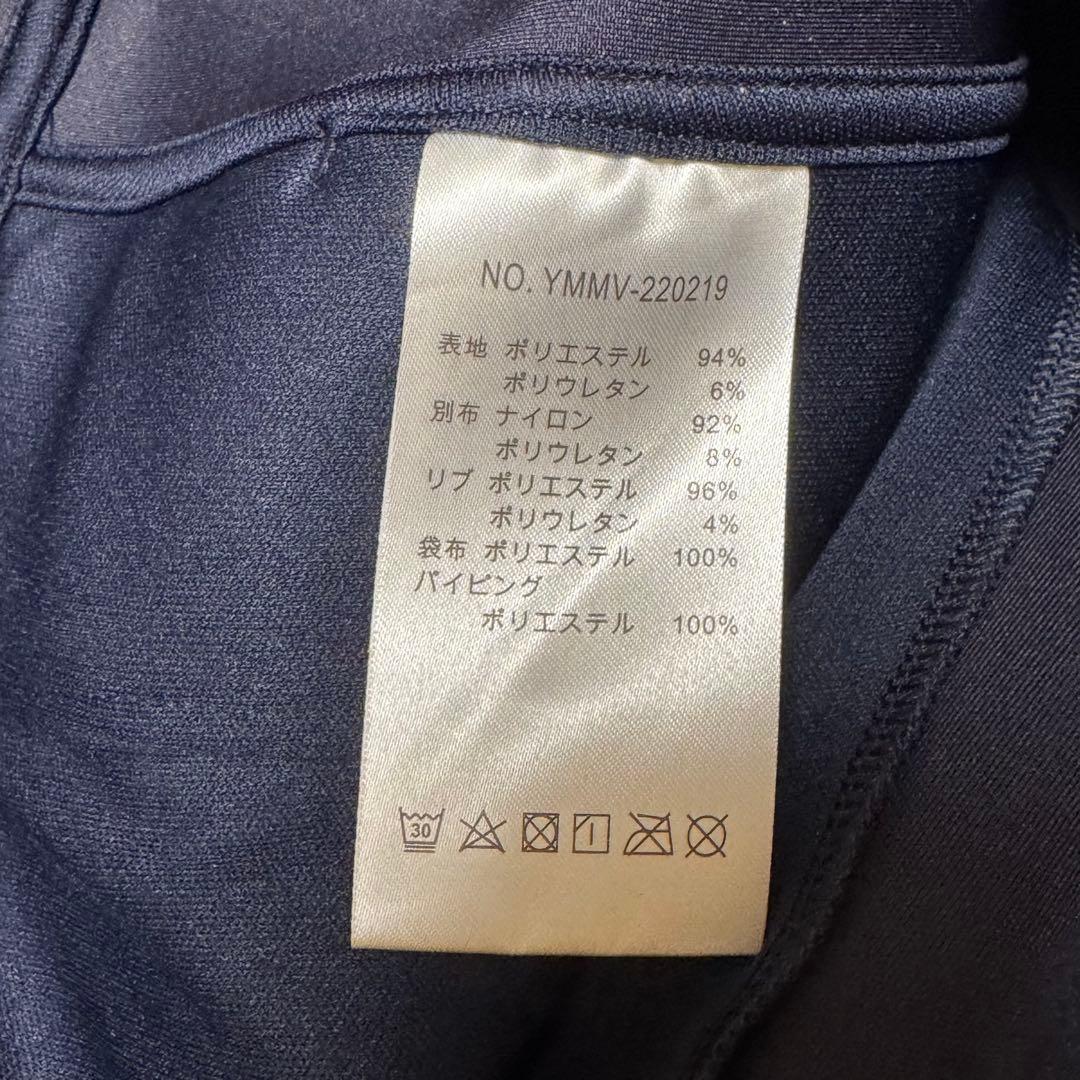 NO. YMMV-220219
表地 ポリエステル 94%
ポリウレタン 6%
別布 ナイロン 92%
ポリウレタン 8%
リブ ポリエステル 96%
ポリウレタン 4%
袋布 ポリエステル 100%
パイピング
ポリエステル 100%
30